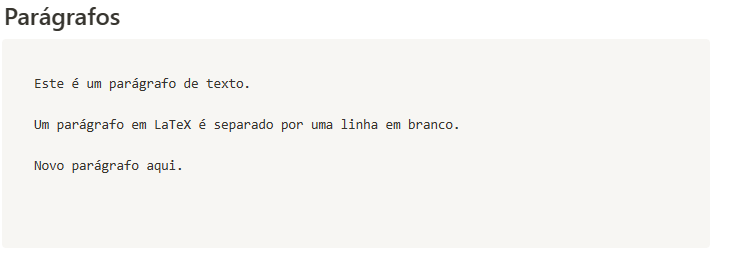 Parágrafos
Este é um parágrafo de texto.
Um parágrafo em LaTeX é separado por uma linha em branco.
Novo parágrafo aqui.